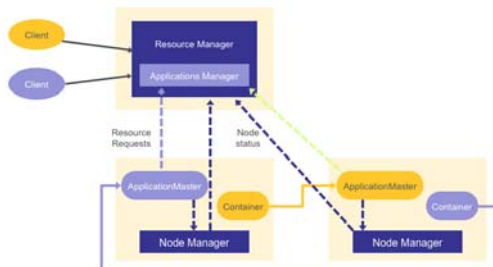 Client
Resource Manager
Applications Manager
Client
Resource
Requests
Node
status
ApplicationMaster
Container
Node Manager
ApplicationMaster
Container
Node Manager